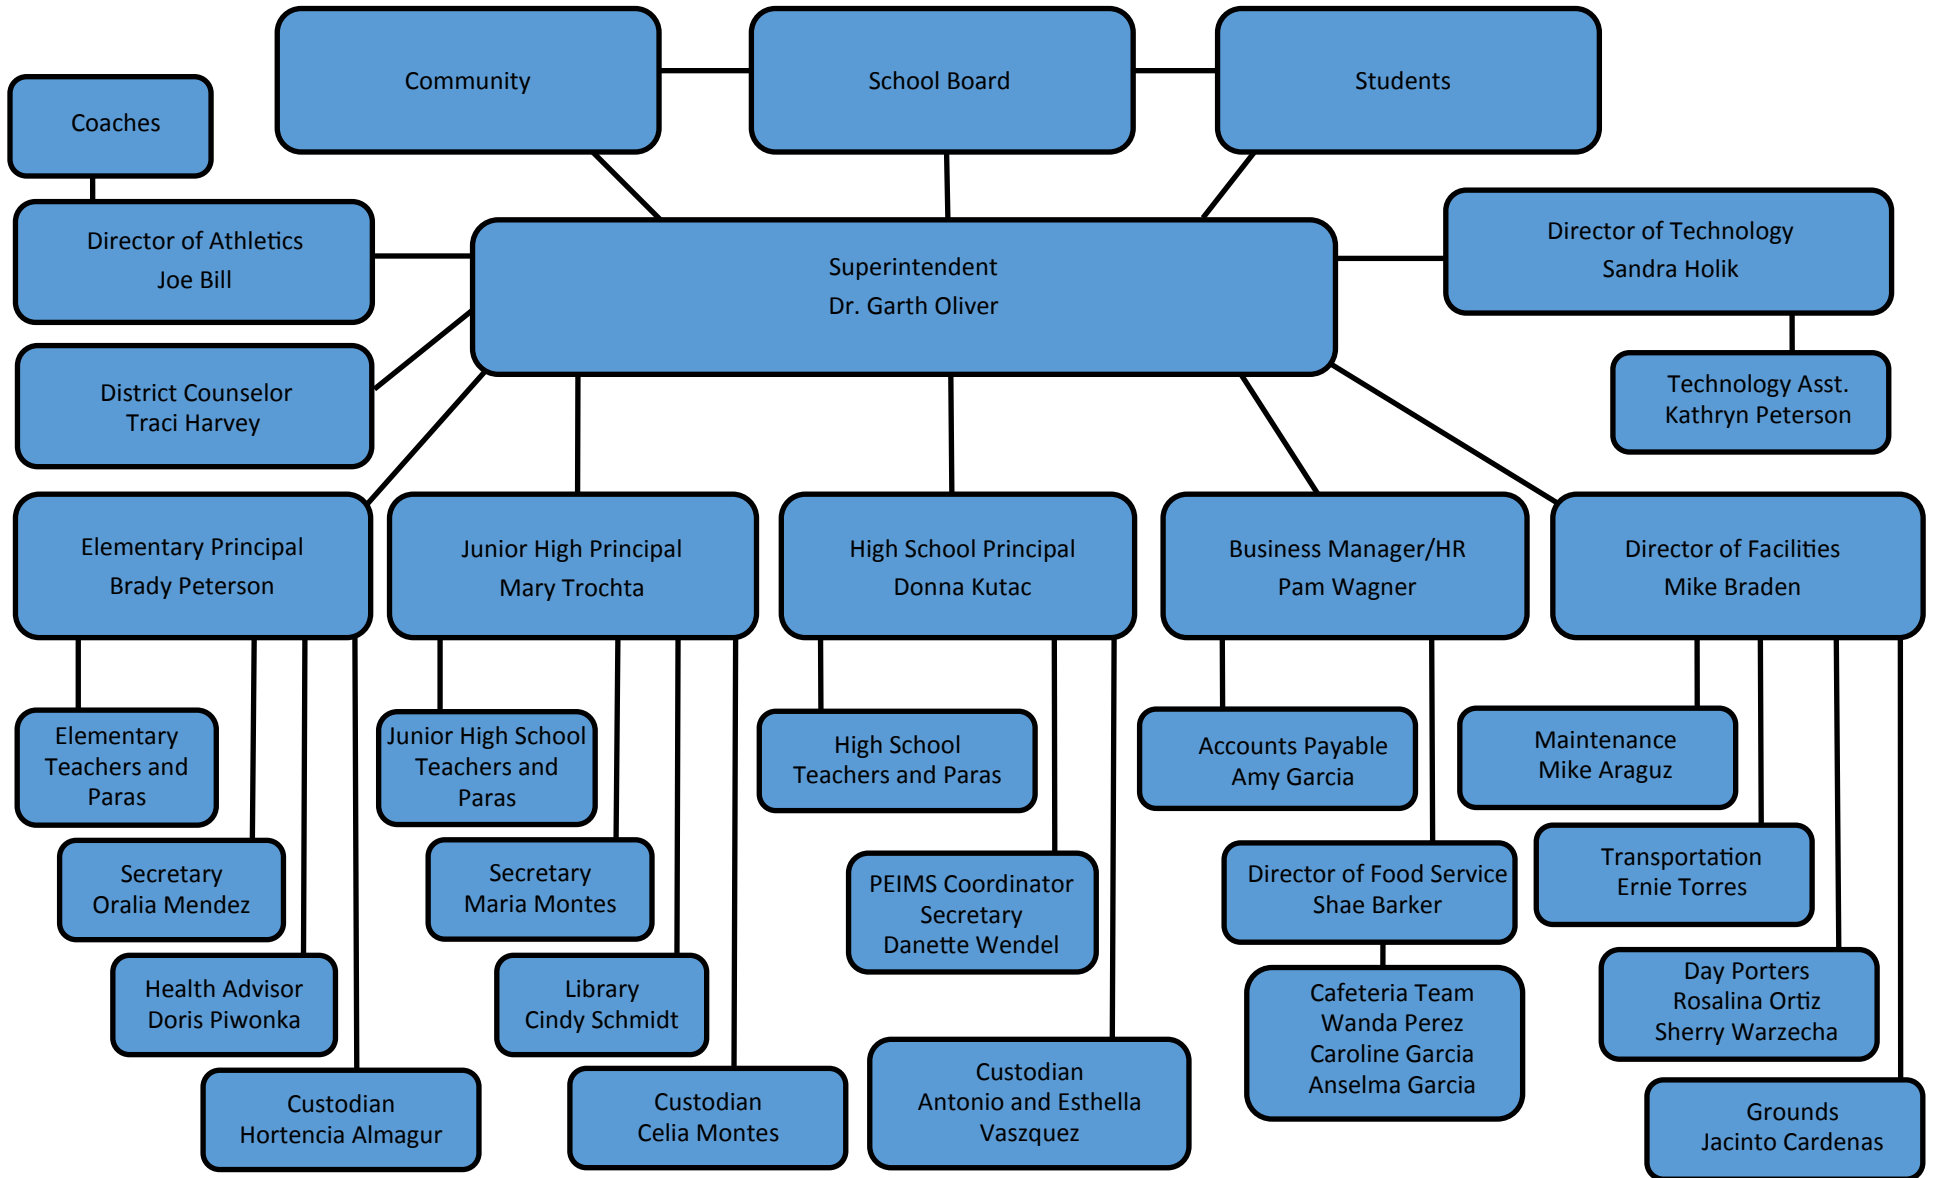 Community
School Board
Students
Coaches
Director of Athletics
Joe Bill
Superintendent
Dr. Garth Oliver
Director of Technology
Sandra Holik
District Counselor
Traci Harvey
Technology Asst.
Kathryn Peterson
Elementary Principal
Brady Peterson
Junior High Principal
Mary Trochta
High School Principal
Donna Kutac
Business Manager/HR
Pam Wagner
Director of Facilities
Mike Braden
Elementary
Teachers and
Paras
Junior High School
Teachers and
Paras
High School
Teachers and Paras
Accounts Payable
Amy Garcia
Maintenance
Mike Araguz
Secretary
Oralia Mendez
Secretary
Maria Montes
PEIMS Coordinator
Secretary
Danette Wendel
Director of Food Service
Shae Barker
Transportation
Ernie Torres
Health Advisor
Doris Piwonka
Library
Cindy Schmidt
Cafeteria Team
Wanda Perez
Caroline Garcia
Anselma Garcia
Day Porters
Rosalina Ortiz
Sherry Warzecha
Custodian
Hortencia Almagur
Custodian
Celia Montes
Custodian
Antonio and Esthella
Vaszquez
Grounds
Jacinto Cardenas